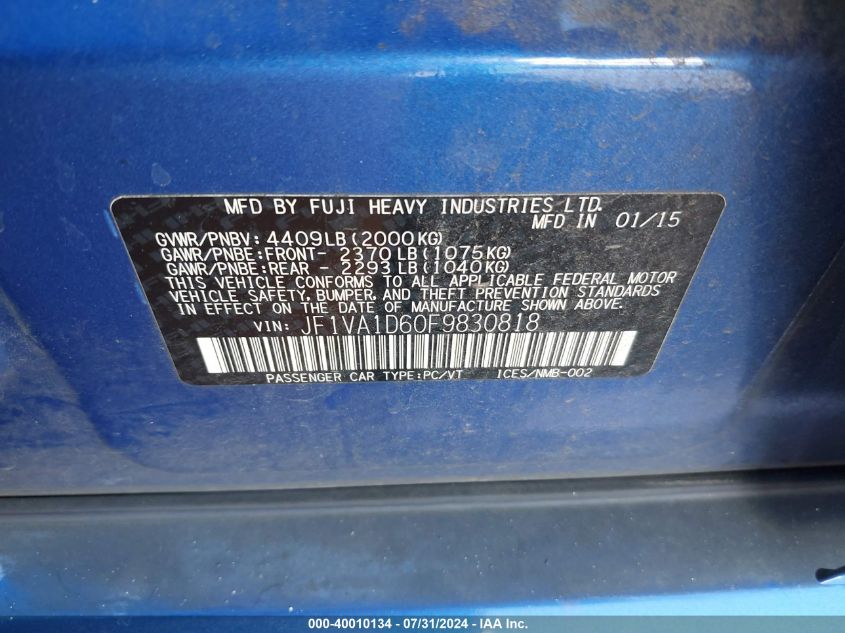 MFD BY FUJI HEAVY INDUSTRIES LTD.
MFD IN 01/15
GVWR/PNBV: 4409LB(2000KG)
GAWR/PNBE:FRONT- 2370LB(1075KG)
GAWR/PNBE:REAR - 2293LB(1040KG)
THIS VEHICLE CONFORMS TO ALL APPLICABLE FEDERAL MOTOR
VEHICLE SAFETY, BUMPER, AND THEFT PREVENTION STANDARDS
IN EFFECT ON THE DATE OF MANUFACTURE SHOWN ABOVE.
VIN: JF1VA1D60F9830818
PASSENGER CAR TYPE:PC/VT ICES/NMB-002
000-40010134 - 07/31/2024 - IAA Inc.